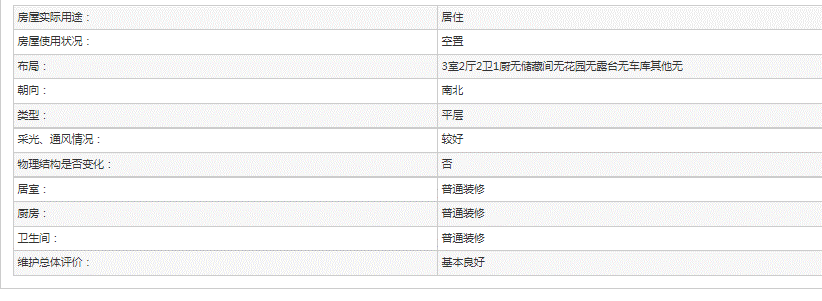 房屋实际用途： 居住
房屋使用状况： 空置
布局： 3室2厅2卫1厨无储藏间无花园无露台无车库其他无
朝向： 南北
类型： 平层
采光、通风情况： 较好
物理结构是否变化： 否
居室： 普通装修
厨房： 普通装修
卫生间： 普通装修
维护总体评价： 基本良好